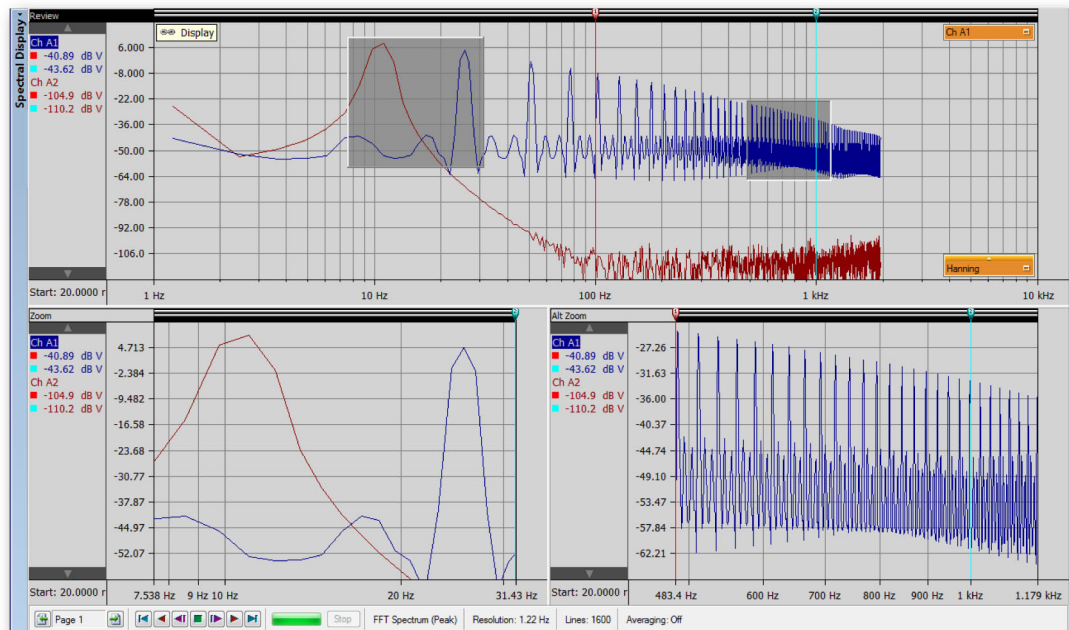 Spectral Display
Review
Display
Ch A1
-40.89 dB V
-43.62 dB V
Ch A2
-104.9 dB V
-110.2 dB V
6.000
-8.000
-22.00
-36.00
-50.00
-64.00
-78.00
-92.00
-106.0
1
2
Ch A1
Hanning
Start: 20.0000 r
1 Hz
10 Hz
100 Hz
1 kHz
10 kHz
Zoom
Ch A1
-40.89 dB V
-43.62 dB V
Ch A2
-104.9 dB V
-110.2 dB V
4.713
-2.384
-9.482
-16.58
-23.68
-30.77
-37.87
-44.97
-52.07
2
Start: 20.0000 r
7.538 Hz
9 Hz
10 Hz
20 Hz
31.43 Hz
Alt Zoom
Ch A1
-40.89 dB V
-43.62 dB V
Ch A2
-104.9 dB V
-110.2 dB V
-27.26
-31.63
-36.00
-40.37
-44.74
-49.10
-53.47
-57.84
-62.21
1
2
Start: 20.0000 r
483.4 Hz
600 Hz
700 Hz
800 Hz
900 Hz
1 kHz
1.179 kHz
Page 1
Stop
FFT Spectrum (Peak)
Resolution: 1.22 Hz
Lines: 1600
Averaging: Off